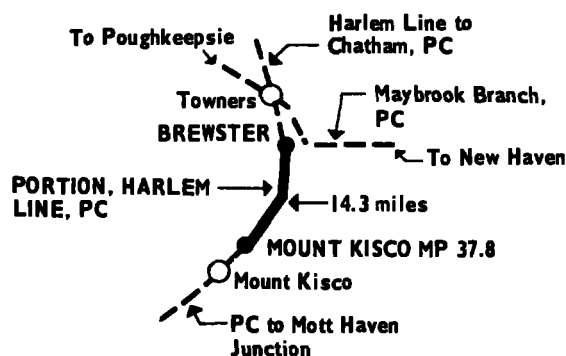 To Poughkeepsie
Harlem Line to
Chatham, PC
Towners
Maybrook Branch,
PC
BREWSTER
To New Haven
PORTION, HARLEM
LINE, PC
14.3 miles
MOUNT KISCO MP 37.8
Mount Kisco
PC to Mott Haven
Junction